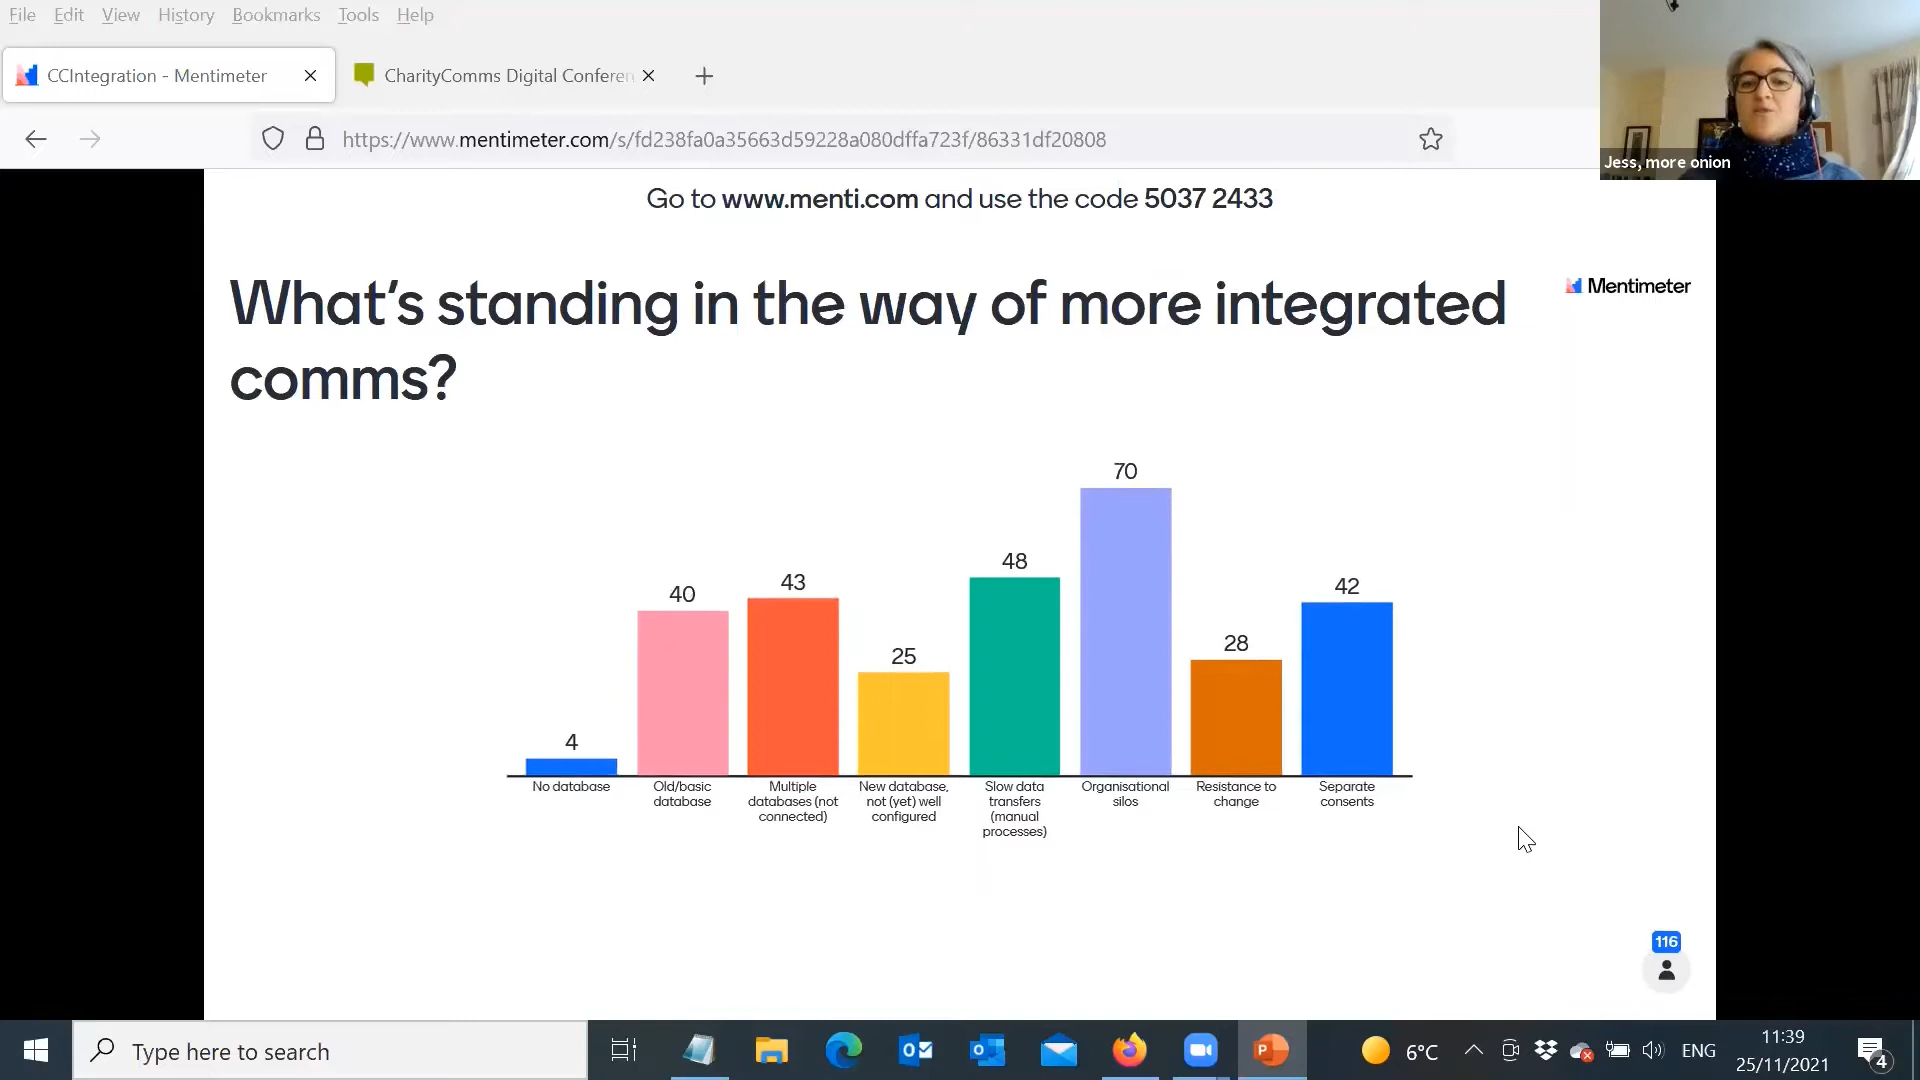 File Edit View History Bookmarks Tools Help
CCIntegration - Mentimeter
CharityComms Digital Conferen
https://www.mentimeter.com/s/fd238fa0a35663d59228a080dffa723f/86331df20808
Jess, more onion
Go to www.menti.com and use the code 5037 2433
What's standing in the way of more integrated
comms?
Mentimeter
4
40
43
25
48
70
28
42
No database
Old/basic
database
Multiple
databases (not
connected)
New database,
not (yet) well
configured
Slow data
transfers
(manual
processes)
Organisational
silos
Resistance to
change
Separate
consents
116
Type here to search
6°C
ENG
11:39
25/11/2021
4